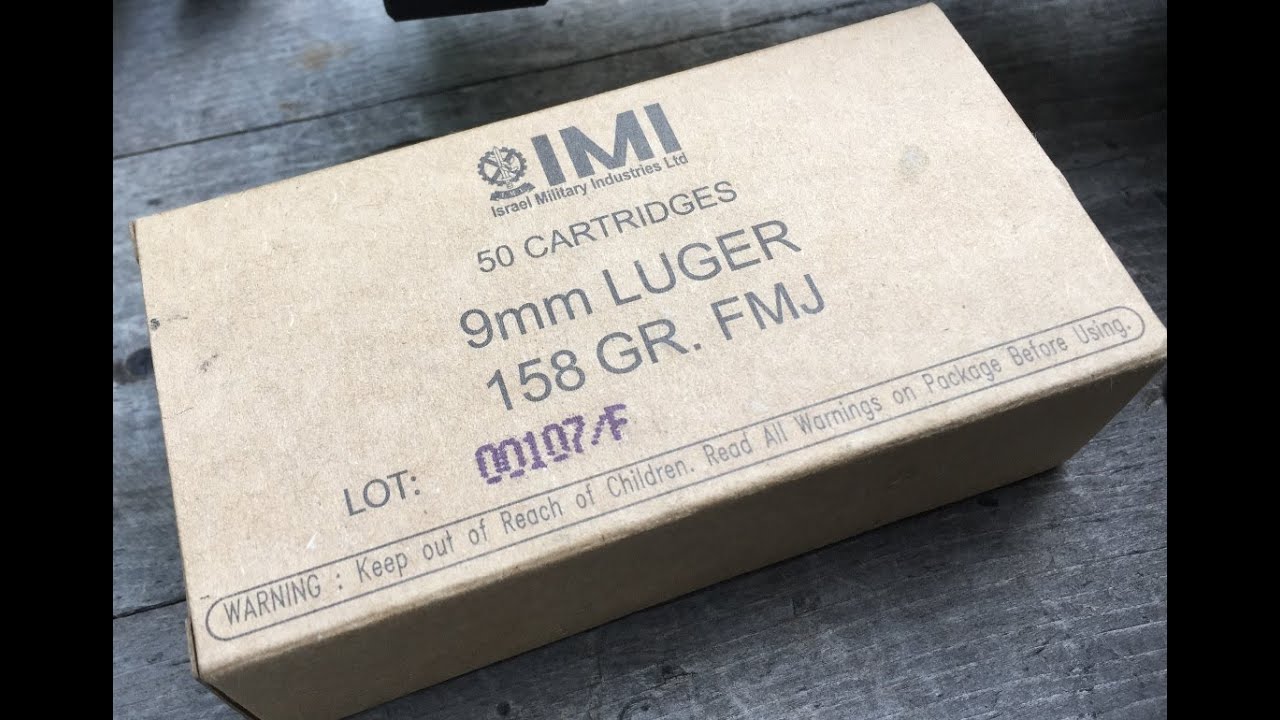 IMI
Israel Military Industries Ltd
50 CARTRIDGES
9mm LUGER
158 GR. FMJ
LOT: 00107/F
WARNING : Keep out of Reach of Children. Read All Warnings on Package Before Using.